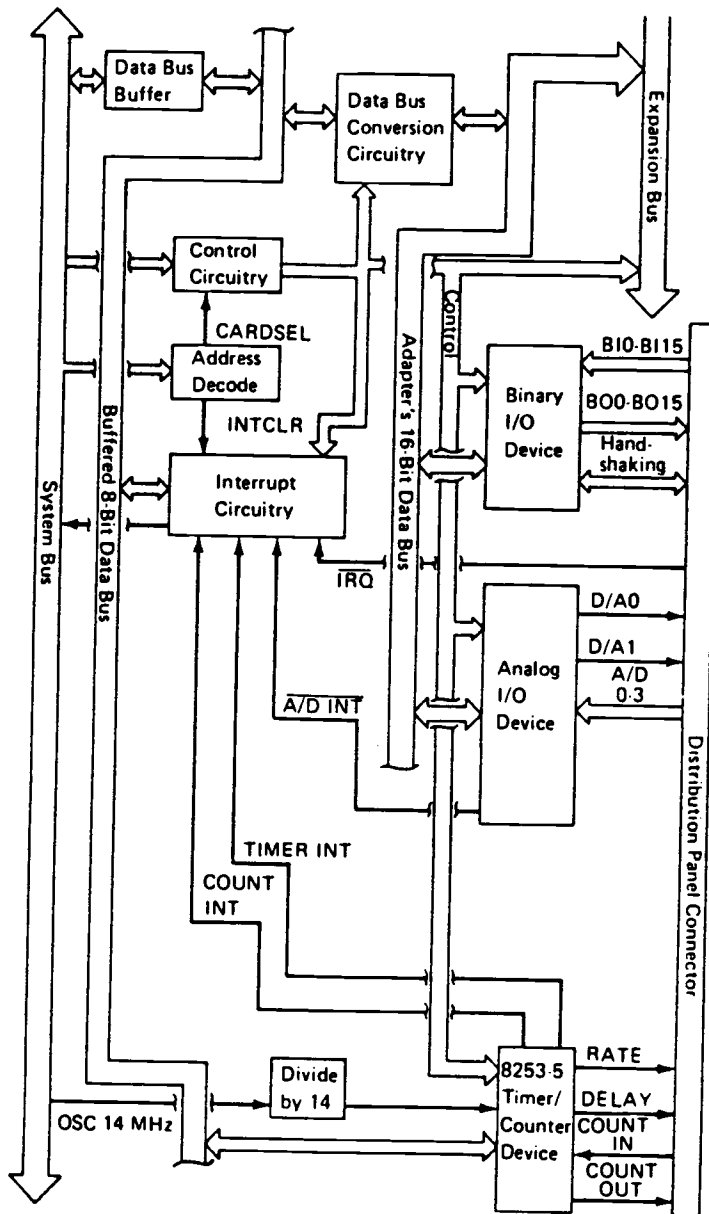 Data Bus
Buffer
Data Bus
Conversion
Circuitry
Expansion Bus
Control
Circuitry
CARDSEL
Address
Decode
INTCLR
Interrupt
Circuitry
System Bus
Buffered 8-Bit Data Bus
Adapter's 16-Bit Data Bus
Control
Binary
I/O
Device
BI0-BI15
BO0-BO15
Hand-
shaking
IRQ
Analog
I/O
Device
D/A0
D/A1
A/D
0-3
A/D INT
TIMER INT
COUNT
INT
Distribution Panel Connector
OSC 14 MHz
Divide
by 14
8253-5
Timer/
Counter
Device
RATE
DELAY
COUNT
IN
COUNT
OUT